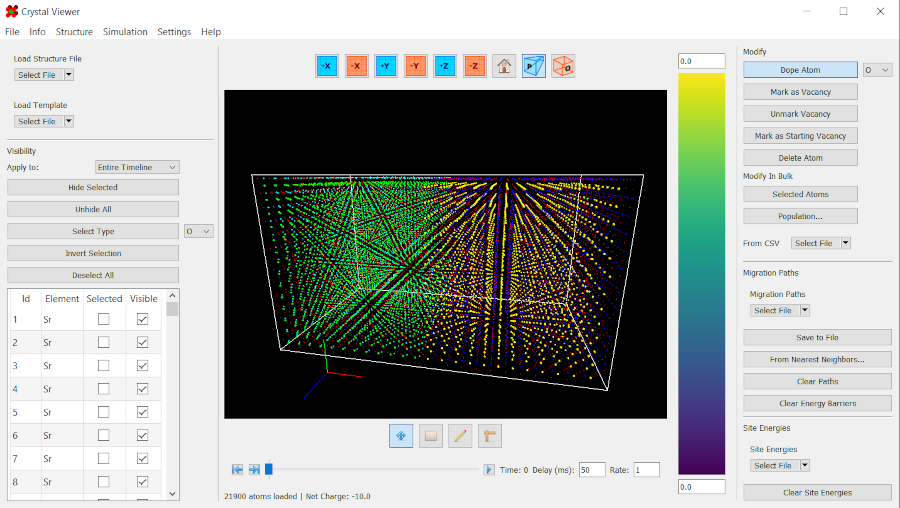 Crystal Viewer
File Info Structure Simulation Settings Help
Load Structure File
Select File
Load Template
Select File
Visibility
Apply to: Entire Timeline
Hide Selected
Unhide All
Select Type O
Invert Selection
Deselect All
Id Element Selected Visible
1 Sr
2 Sr
3 Sr
4 Sr
5 Sr
6 Sr
7 Sr
8 Sr
+X -X +Y -Y +Z -Z P O
Time: 0 Delay (ms): 50 Rate: 1
21900 atoms loaded | Net Charge: -10.0
0.0
0.0
Modify
Dope Atom O
Mark as Vacancy
Unmark Vacancy
Mark as Starting Vacancy
Delete Atom
Modify In Bulk
Selected Atoms
Population...
From CSV Select File
Migration Paths
Migration Paths
Select File
Save to File
From Nearest Neighbors...
Clear Paths
Clear Energy Barriers
Site Energies
Site Energies
Select File
Clear Site Energies